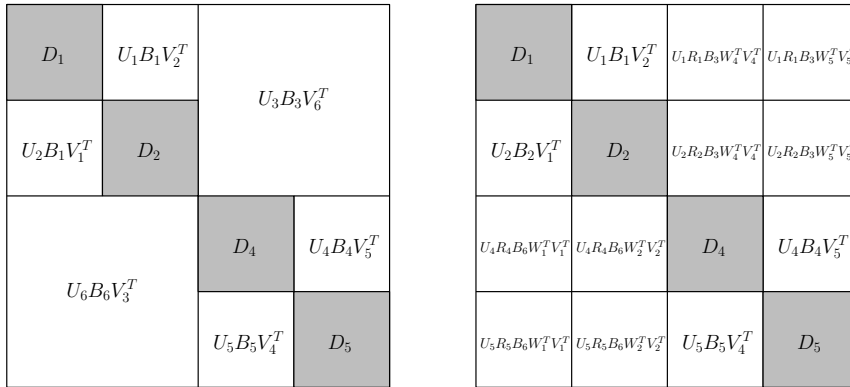 D_1 U_1B_1V_2^T
U_3B_3V_6^T
U_2B_1V_1^T D_2
D_4 U_4B_4V_5^T
U_6B_6V_3^T
U_5B_5V_4^T D_5
D_1 U_1B_1V_2^T U_1R_1B_3W_4^TV_4^T U_1R_1B_3W_5^TV_5^T
U_2B_2V_1^T D_2 U_2R_2B_3W_4^TV_4^T U_2R_2B_3W_5^TV_5^T
U_4R_4B_6W_1^TV_1^T U_4R_4B_6W_2^TV_2^T D_4 U_4B_4V_5^T
U_5R_5B_6W_1^TV_1^T U_5R_5B_6W_2^TV_2^T U_5B_5V_4^T D_5